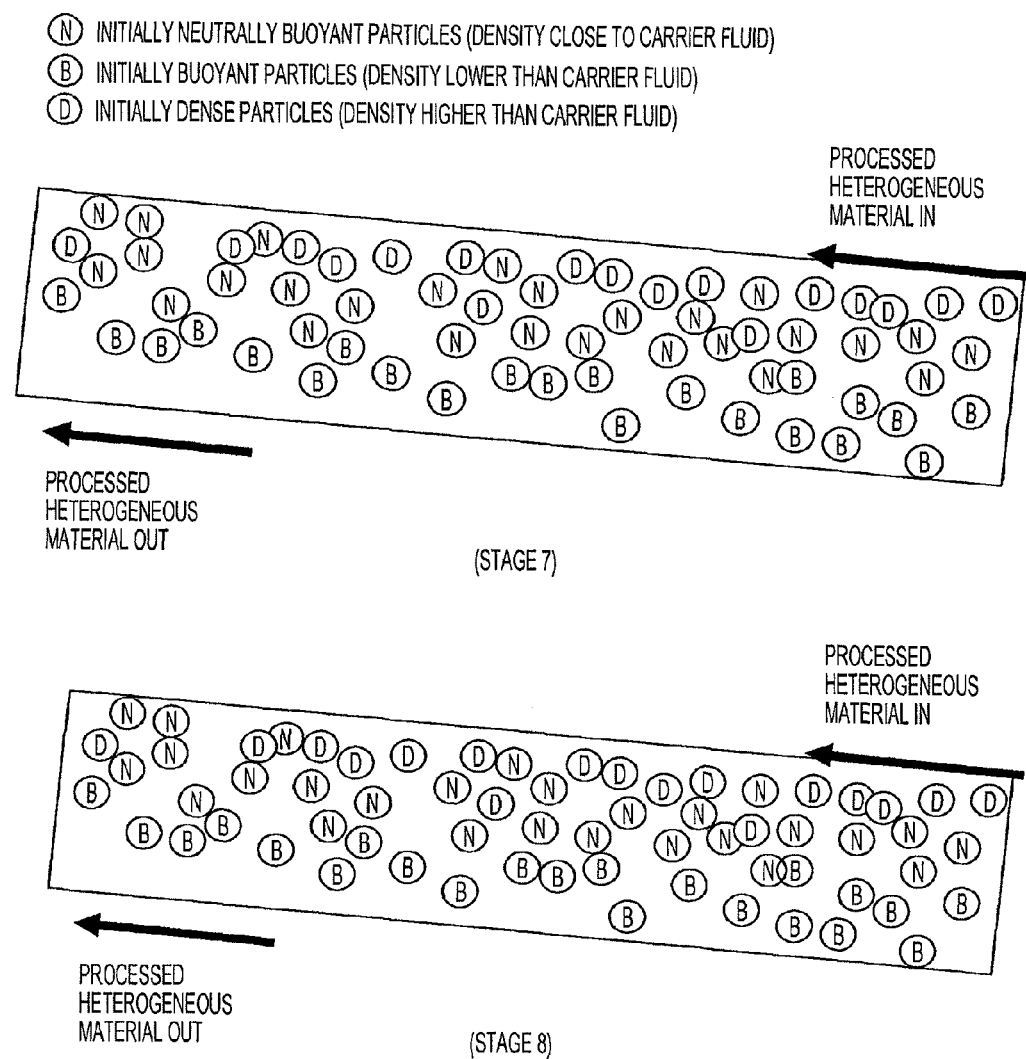 N INITIALLY NEUTRALLY BUOYANT PARTICLES (DENSITY CLOSE TO CARRIER FLUID)
B INITIALLY BUOYANT PARTICLES (DENSITY LOWER THAN CARRIER FLUID)
D INITIALLY DENSE PARTICLES (DENSITY HIGHER THAN CARRIER FLUID)
PROCESSED
HETEROGENEOUS
MATERIAL IN
N N D N N B
B B N B
D N D D N N B
N N B B D B
N B D N D N N
N B B D D N B
N N D N B D N
N D N B D N B
B D D N N B
B D N N B D N B
PROCESSED
HETEROGENEOUS
MATERIAL OUT
(STAGE 7)
PROCESSED
HETEROGENEOUS
MATERIAL IN
N N D N N B
B B N B
D N D D N N B
N N B B D B
N B D N D N N
N B B D D N B
N N D N B D N
N D N B D N B
B D D N N B
B D N N B D N B
PROCESSED
HETEROGENEOUS
MATERIAL OUT
(STAGE 8)